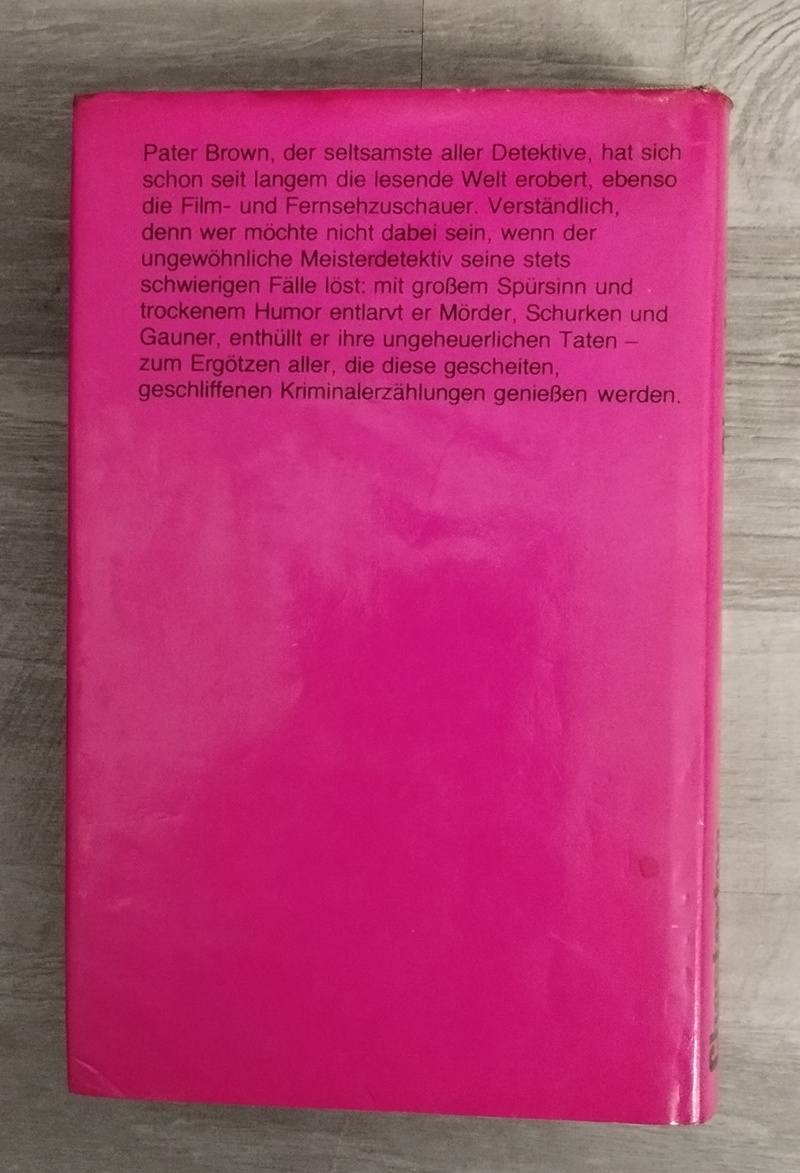 Pater Brown, der seltsamste aller Detektive, hat sich
schon seit langem die lesende Welt erobert, ebenso
die Film- und Fernsehzuschauer. Verständlich,
denn wer möchte nicht dabei sein, wenn der
ungewöhnliche Meisterdetektiv seine stets
schwierigen Fälle löst: mit großem Spürsinn und
trockenem Humor entlarvt er Mörder, Schurken und
Gauner, enthüllt er ihre ungeheuerlichen Taten –
zum Ergötzen aller, die diese gescheiten,
geschliffenen Kriminalerzählungen genießen werden.